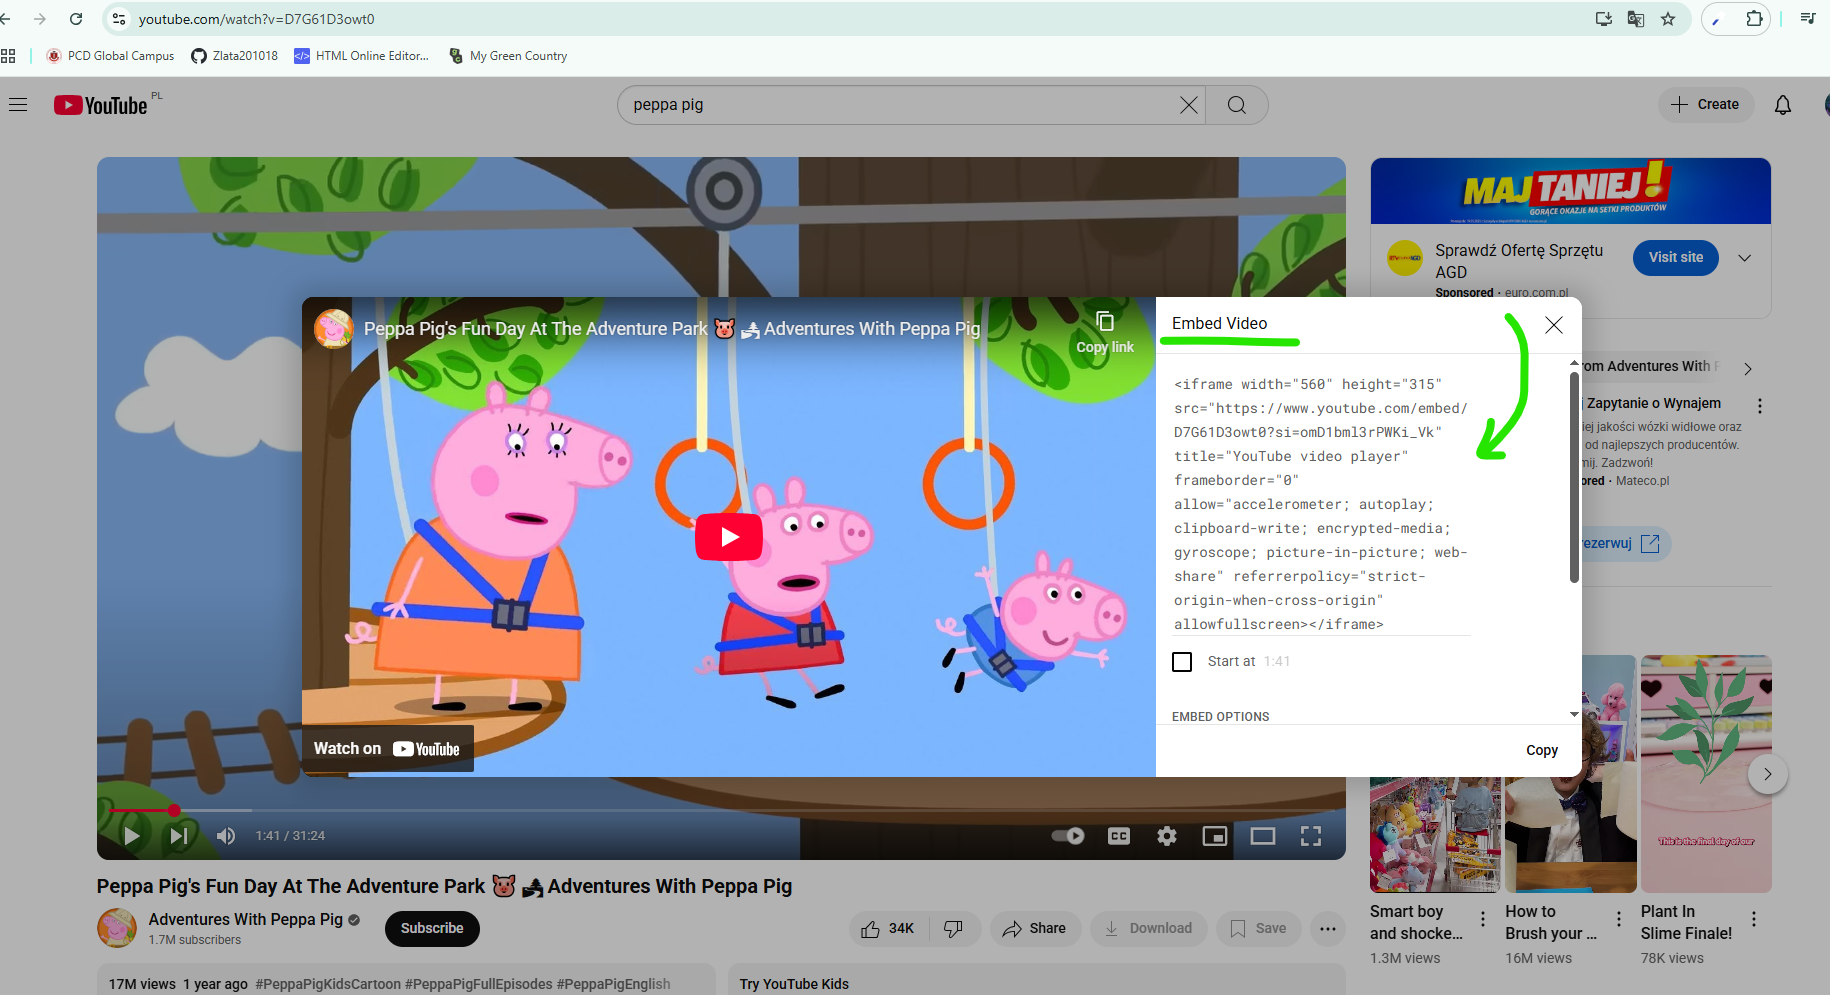 youtube.com/watch?v=D7G61D3owt0
PCD Global Campus
Zlata201018
HTML Online Editor...
My Green Country
YouTube PL
peppa pig
Create
MAJ TANIEJ!
GORĄCE OKAZJE NA SETKI PRODUKTÓW
Sprawdź Ofertę Sprzętu
AGD
Visit site
Sponsored · euro.com.pl
Peppa Pig's Fun Day At The Adventure Park 🐷 🏕 Adventures With Peppa Pig
Copy link
Watch on YouTube
Embed Video
<iframe width="560" height="315"
src="https://www.youtube.com/embed/
D7G61D3owt0?si=omD1bml3rPWKi_Vk"
title="YouTube video player"
frameborder="0"
allow="accelerometer; autoplay;
clipboard-write; encrypted-media;
gyroscope; picture-in-picture; web-
share" referrerpolicy="strict-
origin-when-cross-origin"
allowfullscreen></iframe>
Start at 1:41
EMBED OPTIONS
Copy
rom Adventures With P
Zapytanie o Wynajem
iej jakości wózki widłowe oraz
od najlepszych producentów.
mij. Zadzwoń!
ored · Mateco.pl
rezerwuj
This is the final day of our
1:41 / 31:24
CC
Peppa Pig's Fun Day At The Adventure Park 🐷 🏕 Adventures With Peppa Pig
Adventures With Peppa Pig
1.7M subscribers
Subscribe
34K
Share
Download
Save
17M views 1 year ago #PeppaPigKidsCartoon #PeppaPigFullEpisodes #PeppaPigEnglish
Try YouTube Kids
Smart boy
and shocke...
1.3M views
How to
Brush your ...
16M views
Plant In
Slime Finale!
78K views